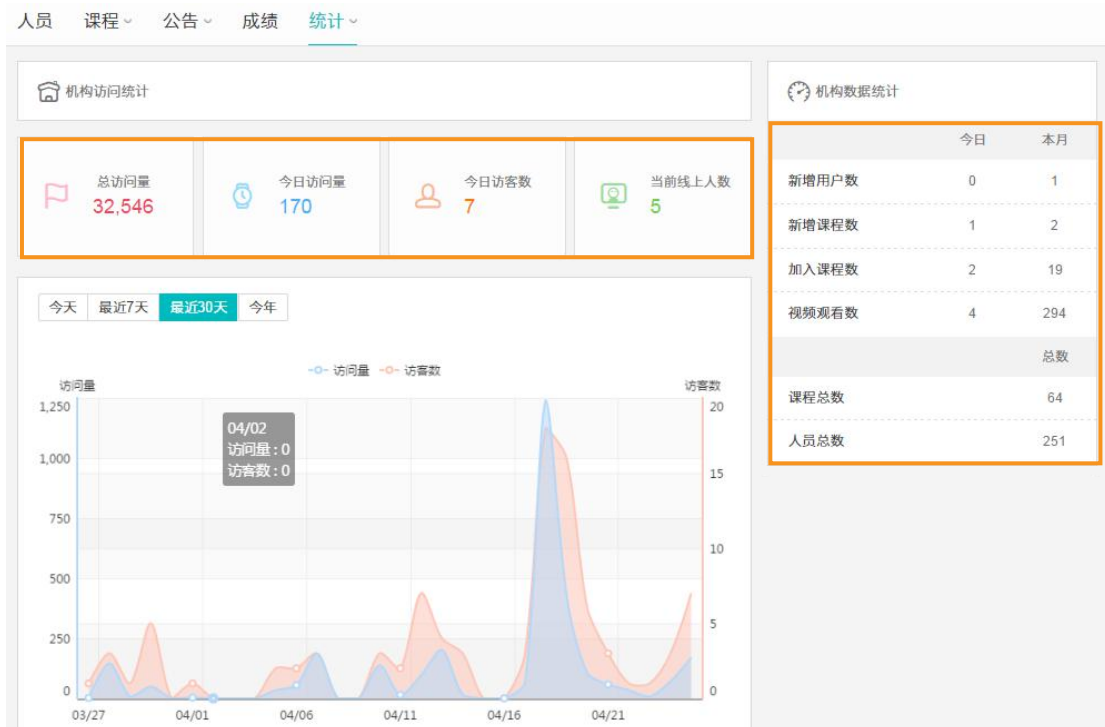 人员 课程 公告 成绩 统计
机构访问统计
总访问量
32,546
今日访问量
170
今日访客数
7
当前线上人数
5
今天 最近7天 最近30天 今年
访问量 访客数
访问量
访客数
1,250
1,000
750
500
250
0
04/02
访问量:0
访客数:0
20
15
10
5
0
03/27 04/01 04/06 04/11 04/16 04/21
机构数据统计
今日 本月
新增用户数 0 1
新增课程数 1 2
加入课程数 2 19
视频观看数 4 294
总数
课程总数 64
人员总数 251